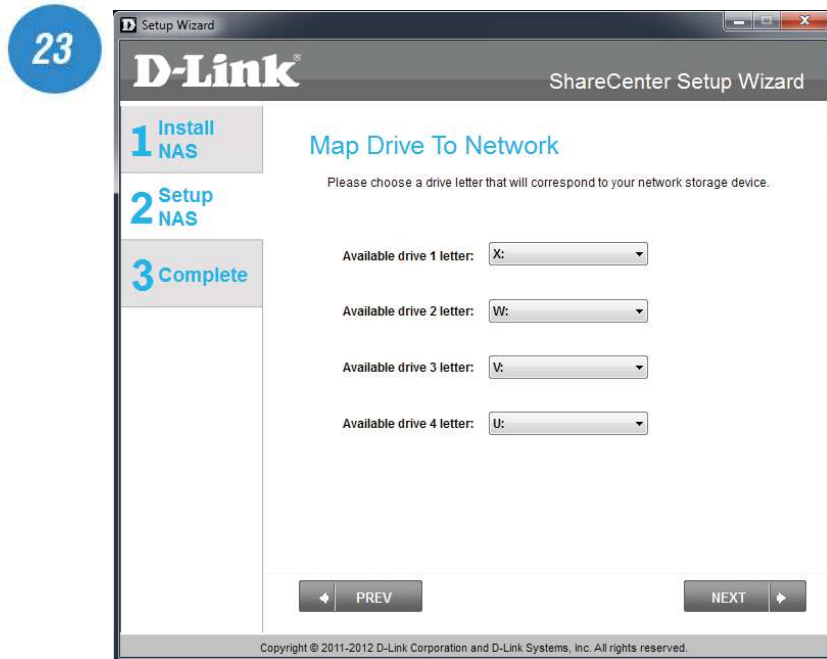 23
D Setup Wizard
D-Link®
ShareCenter Setup Wizard
1 Install
NAS
2 Setup
NAS
3 Complete
Map Drive To Network
Please choose a drive letter that will correspond to your network storage device.
Available drive 1 letter: X:
Available drive 2 letter: W:
Available drive 3 letter: V:
Available drive 4 letter: U:
PREV
NEXT
Copyright © 2011-2012 D-Link Corporation and D-Link Systems, Inc. All rights reserved.